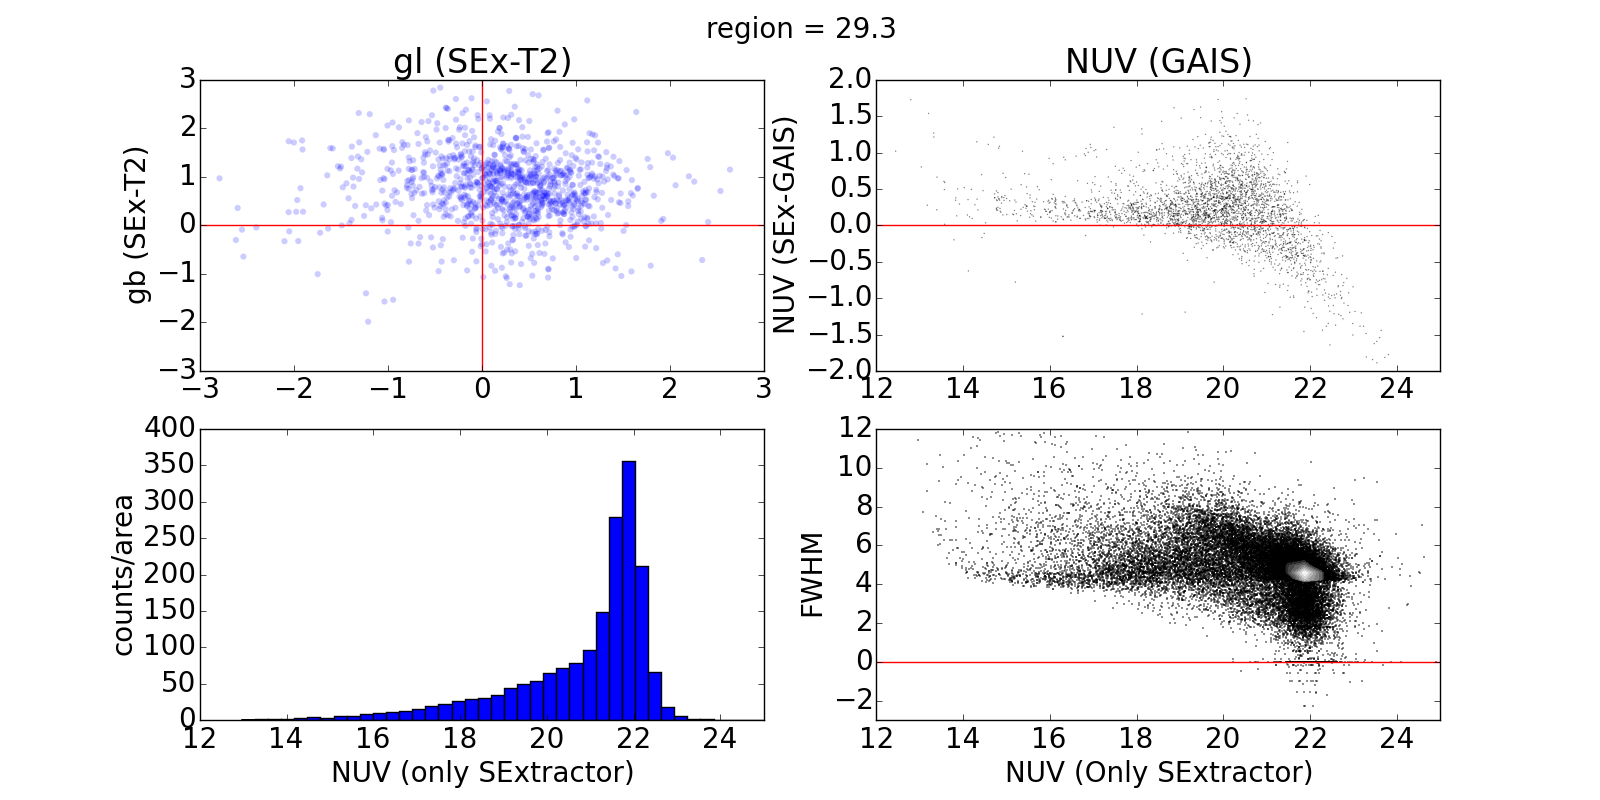 region = 29.3
gl (SEx-T2)
NUV (GAIS)
gb (SEx-T2)
3
2
1
0
−1
−2
−3
−3 −2 −1 0 1 2 3
NUV (SEx-GAIS)
2.0
1.5
1.0
0.5
0.0
−0.5
−1.0
−1.5
−2.0
12 14 16 18 20 22 24
counts/area
400
350
300
250
200
150
100
50
0
12 14 16 18 20 22 24
NUV (only SExtractor)
FWHM
12
10
8
6
4
2
0
−2
12 14 16 18 20 22 24
NUV (Only SExtractor)